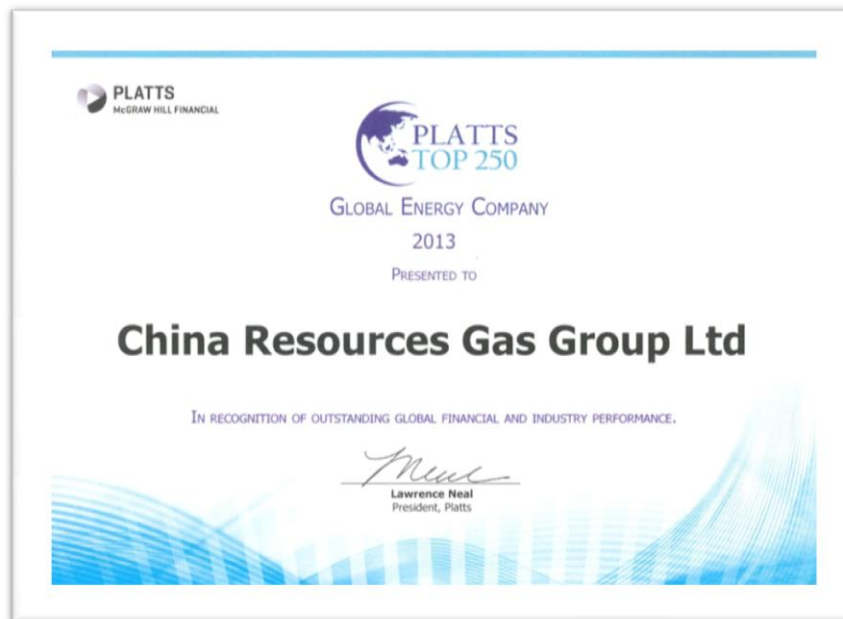 PLATTS
McGRAW HILL FINANCIAL
PLATTS
TOP 250
GLOBAL ENERGY COMPANY
2013
PRESENTED TO
China Resources Gas Group Ltd
IN RECOGNITION OF OUTSTANDING GLOBAL FINANCIAL AND INDUSTRY PERFORMANCE.
Lawrence Neal
President, Platts